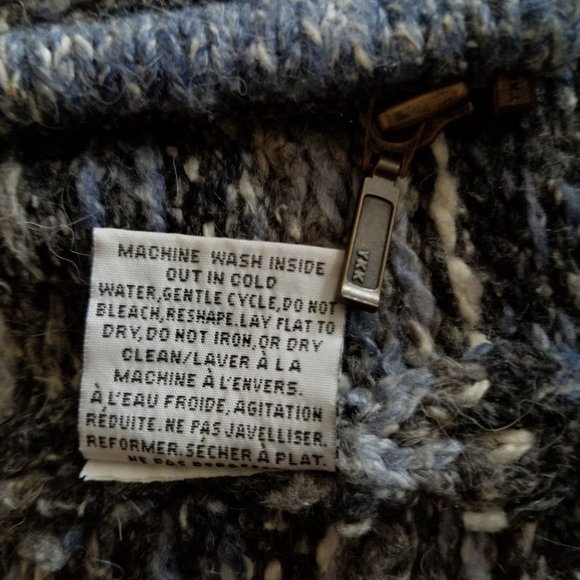 MACHINE WASH INSIDE
OUT IN COLD
WATER,GENTLE CYCLE,DO NOT
BLEACH,RESHAPE.LAY FLAT TO
DRY,DO NOT IRON,OR DRY
CLEAN/LAVER À LA
MACHINE À L'ENVERS.
À L'EAU FROIDE,AGITATION
RÉDUITE.NE PAS JAVELLISER.
REFORMER.SÉCHER À PLAT.
NE PAS
YKK